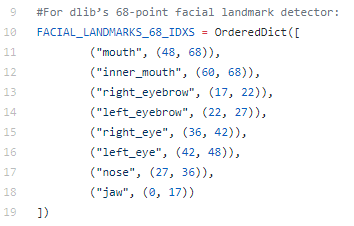 9 #For dlib's 68-point facial landmark detector:
10 FACIAL_LANDMARKS_68_IDXS = OrderedDict([
11 ("mouth", (48, 68)),
12 ("inner_mouth", (60, 68)),
13 ("right_eyebrow", (17, 22)),
14 ("left_eyebrow", (22, 27)),
15 ("right_eye", (36, 42)),
16 ("left_eye", (42, 48)),
17 ("nose", (27, 36)),
18 ("jaw", (0, 17))
19 ])